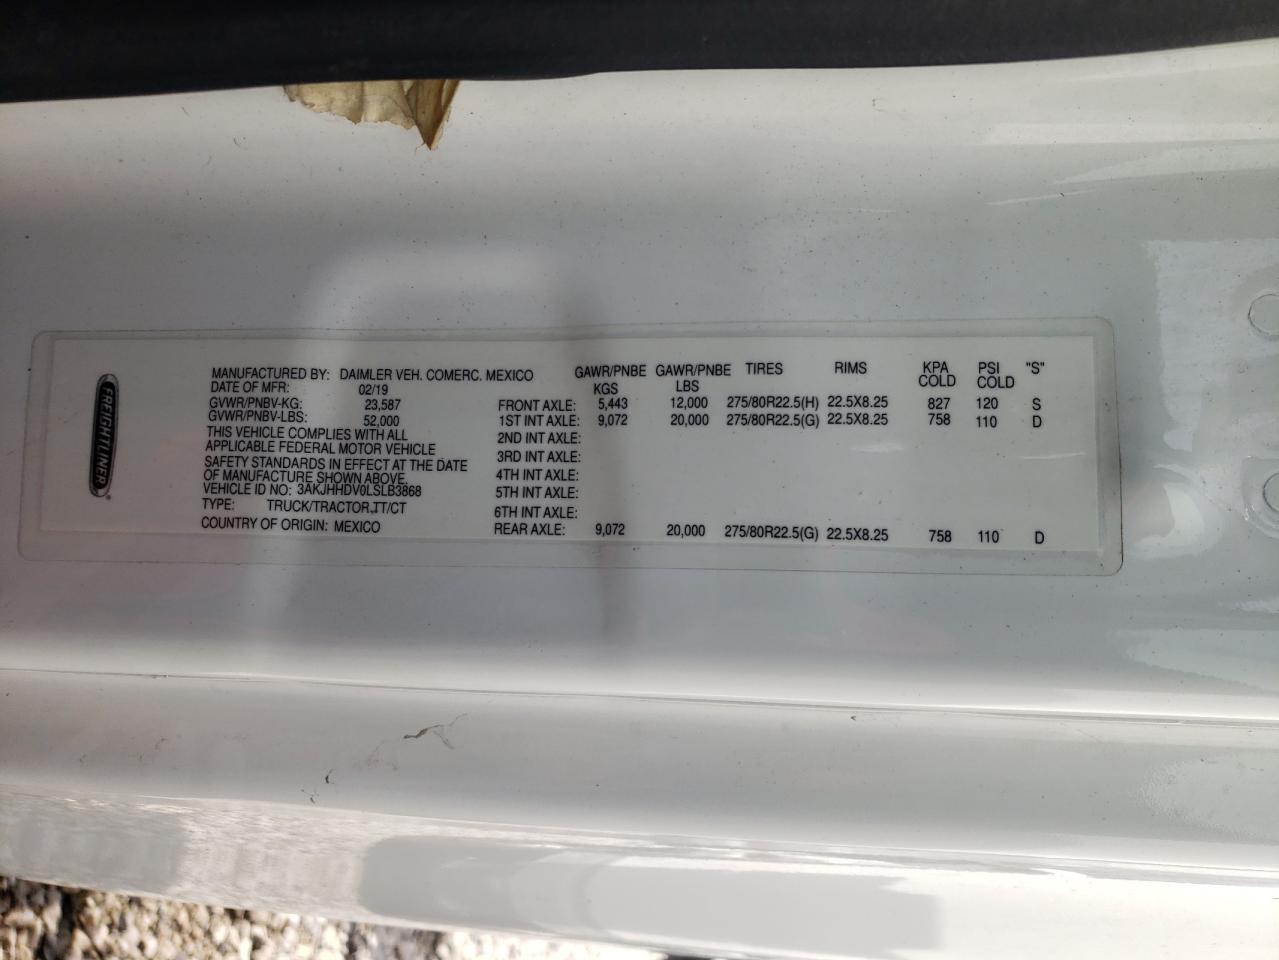 FREIGHTLINER
MANUFACTURED BY: DAIMLER VEH. COMERC. MEXICO
DATE OF MFR: 02/19
GVWR/PNBV-KG: 23,587
GVWR/PNBV-LBS: 52,000
THIS VEHICLE COMPLIES WITH ALL
APPLICABLE FEDERAL MOTOR VEHICLE
SAFETY STANDARDS IN EFFECT AT THE DATE
OF MANUFACTURE SHOWN ABOVE.
VEHICLE ID NO: 3AKJHHDV0LSLB3868
TYPE: TRUCK/TRACTOR,TT/CT
COUNTRY OF ORIGIN: MEXICO
GAWR/PNBE GAWR/PNBE TIRES RIMS KPA PSI "S"
KGS LBS COLD COLD
FRONT AXLE: 5,443 12,000 275/80R22.5(H) 22.5X8.25 827 120 S
1ST INT AXLE: 9,072 20,000 275/80R22.5(G) 22.5X8.25 758 110 D
2ND INT AXLE:
3RD INT AXLE:
4TH INT AXLE:
5TH INT AXLE:
6TH INT AXLE:
REAR AXLE: 9,072 20,000 275/80R22.5(G) 22.5X8.25 758 110 D